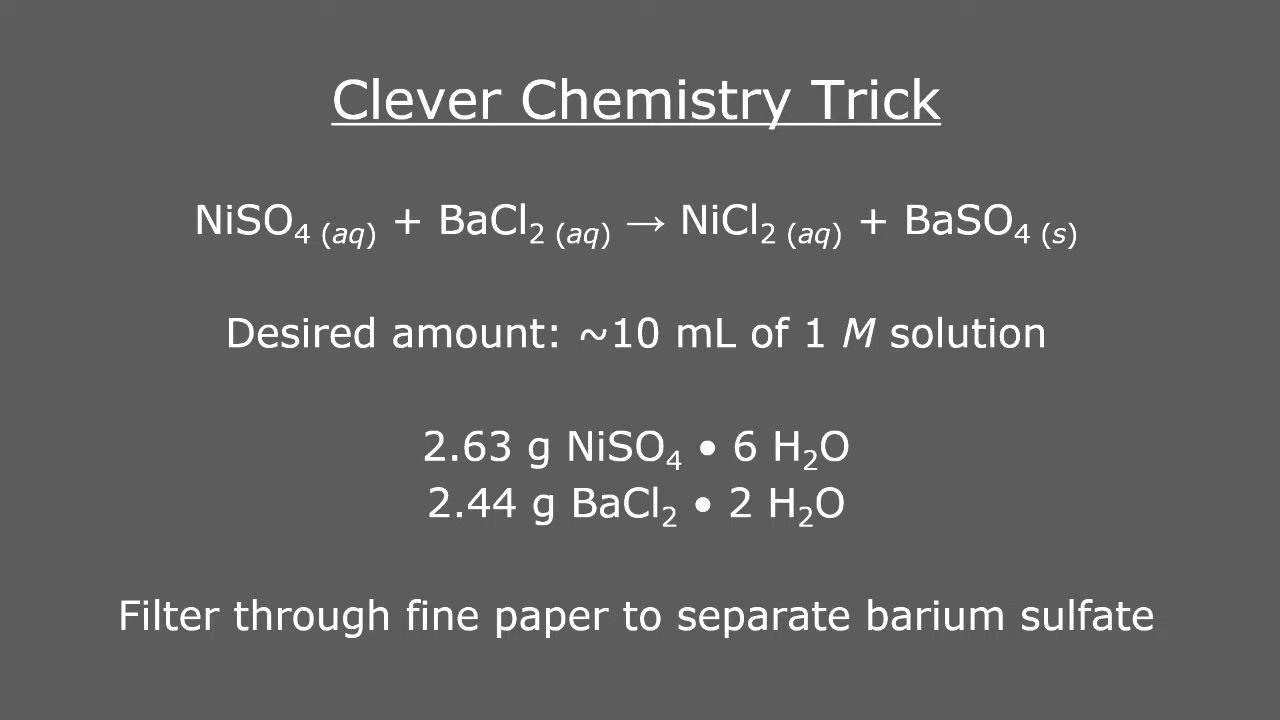 Clever Chemistry Trick
NiSO₄ (aq) + BaCl₂ (aq) → NiCl₂ (aq) + BaSO₄ (s)
Desired amount: ~10 mL of 1 M solution
2.63 g NiSO₄ • 6 H₂O
2.44 g BaCl₂ • 2 H₂O
Filter through fine paper to separate barium sulfate